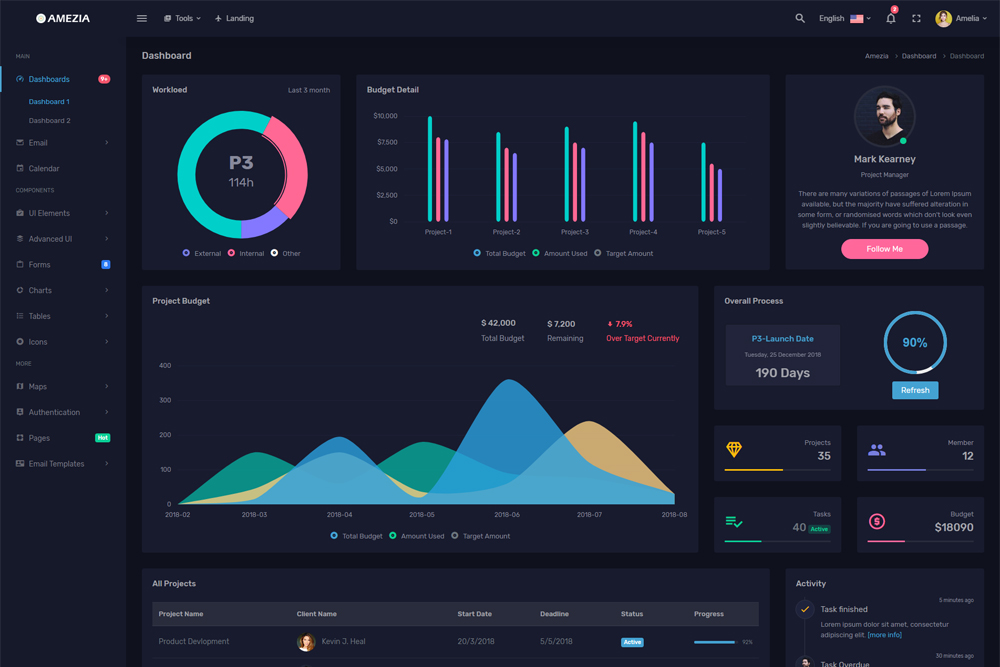 AMEZIA
Tools
Landing
English
2
Amelia
MAIN
Dashboards
9+
Dashboard 1
Dashboard 2
Email
Calendar
COMPONENTS
UI Elements
Advanced UI
Forms
8
Charts
Tables
Icons
MORE
Maps
Authentication
Pages
Hot
Email Templates
Dashboard
Amezia > Dashboard > Dashboard
Workloed
Last 3 month
P3
114h
External
Internal
Other
Budget Detail
$10,000
$7,500
$5,000
$2,500
$0
Project-1
Project-2
Project-3
Project-4
Project-5
Total Budget
Amount Used
Target Amount
Mark Kearney
Project Manager
There are many variations of passages of Lorem Ipsum
available, but the majority have suffered alteration in
some form, or randomised words which don't look even
slightly believable. If you are going to use a passage.
Follow Me
Project Budget
$ 42,000
Total Budget
$ 7,200
Remaining
7.9%
Over Target Currently
400
300
200
100
0
2018-02
2018-03
2018-04
2018-05
2018-06
2018-07
2018-08
Total Budget
Amount Used
Target Amount
Overall Process
P3-Launch Date
Tuesday, 25 December 2018
190 Days
90%
Refresh
Projects
35
Member
12
Tasks
40 Active
Budget
$18090
All Projects
Project Name
Client Name
Start Date
Deadline
Status
Progress
Product Devlopment
Kevin J. Heal
20/3/2018
5/5/2018
Active
92%
Activity
5 minutes ago
Task finished
Lorem ipsum dolor sit amet, consectetur
adipiscing elit. [more info]
30 minutes ago
Task Overdue